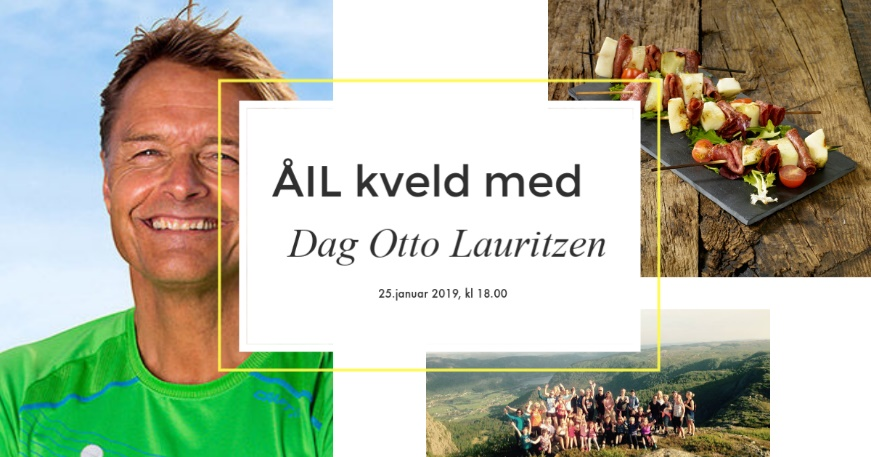 ÅIL kveld med
Dag Otto Lauritzen
25.januar 2019, kl 18.00